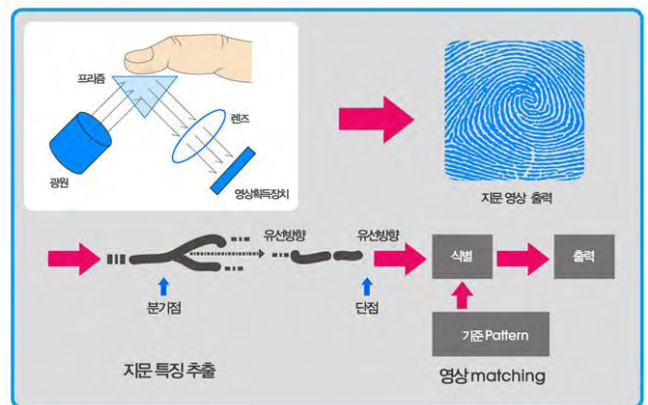 프리즘
렌즈
광원
영상획득장치
지문 영상 출력
유선방향
유선방향
식별
출력
분기점
단점
기준 Pattern
지문 특징 추출
영상 matching